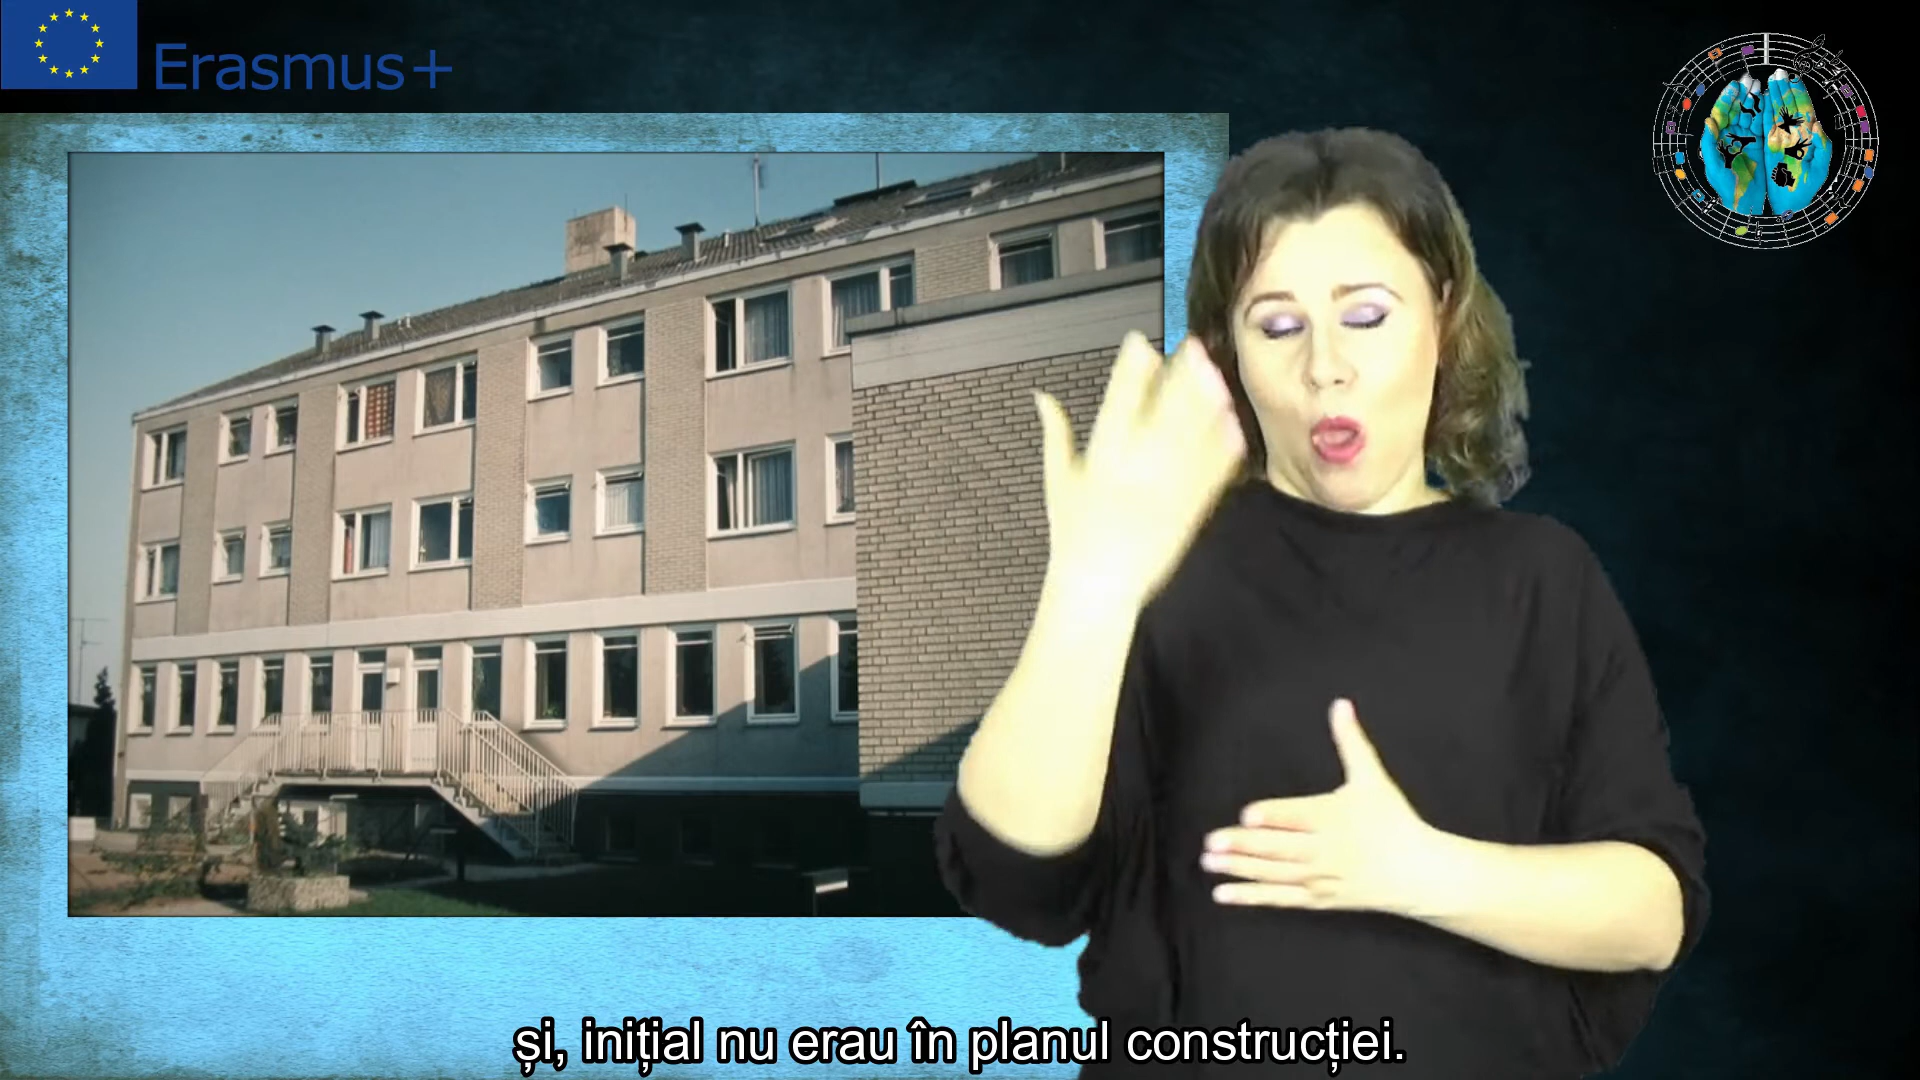 Erasmus+
și, inițial nu erau în planul construcției.